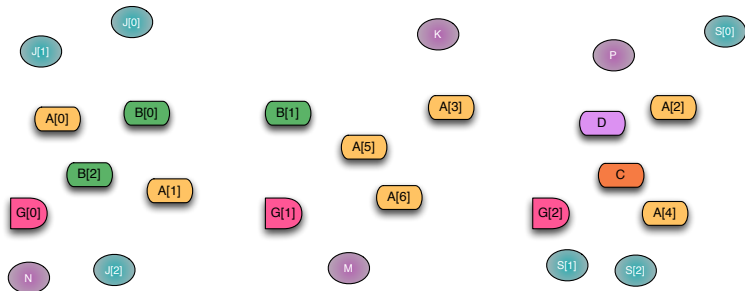 J[0]
J[1]
A[0]
B[0]
B[2]
A[1]
G[0]
N
J[2]
K
B[1]
A[3]
A[5]
A[6]
G[1]
M
S[0]
P
D
A[2]
C
G[2]
A[4]
S[1]
S[2]